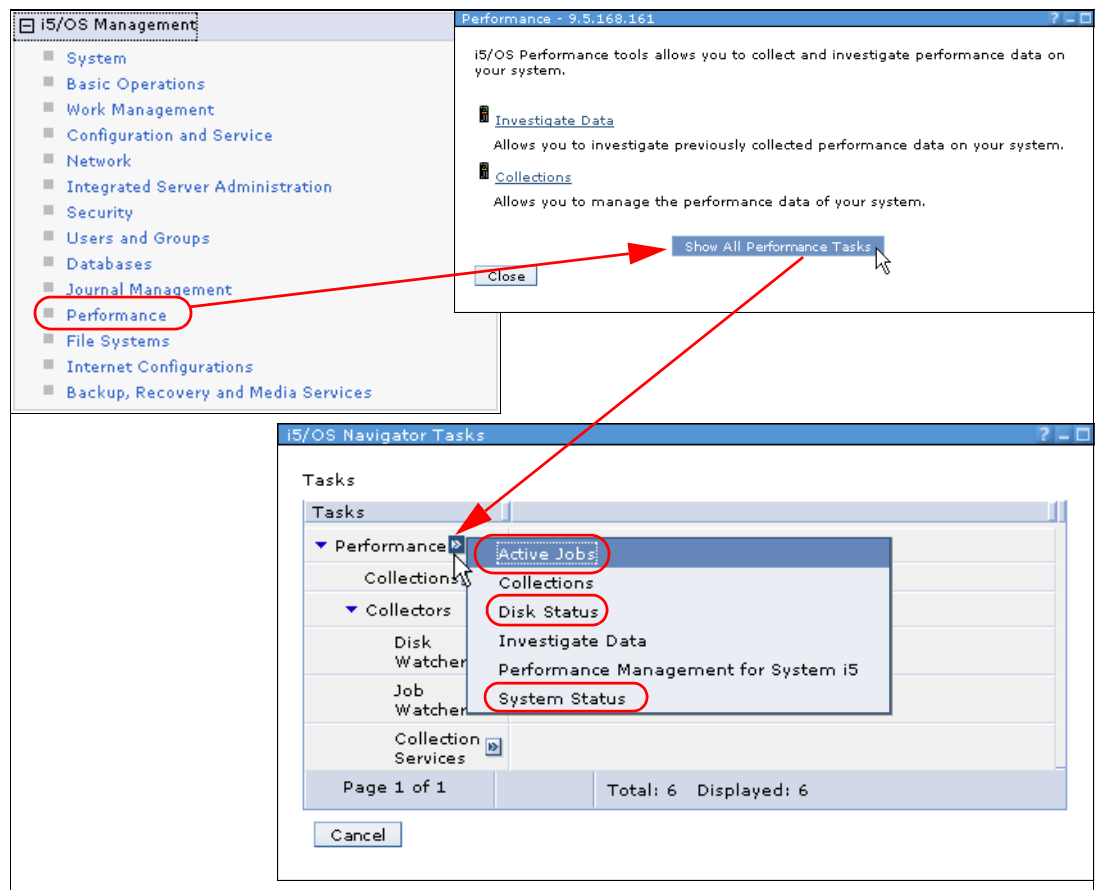 i5/OS Management
System
Basic Operations
Work Management
Configuration and Service
Network
Integrated Server Administration
Security
Users and Groups
Databases
Journal Management
Performance
File Systems
Internet Configurations
Backup, Recovery and Media Services
Performance - 9.5.168.161
i5/OS Performance tools allows you to collect and investigate performance data on
your system.
Investigate Data
Allows you to investigate previously collected performance data on your system.
Collections
Allows you to manage the performance data of your system.
Show All Performance Tasks
Close
i5/OS Navigator Tasks
Tasks
Tasks
Performance
Collections
Collectors
Disk
Watcher
Job
Watcher
Collection
Services
Active Jobs
Collections
Disk Status
Investigate Data
Performance Management for System i5
System Status
Page 1 of 1
Total: 6 Displayed: 6
Cancel